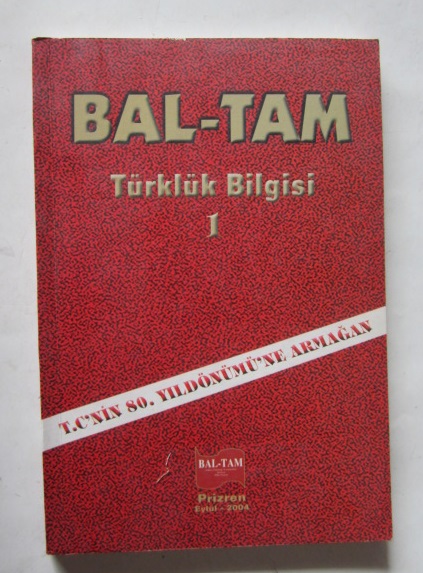 BAL-TAM
Türklük Bilgisi
1
T.C'NİN 80. YILDÖNÜMÜ'NE ARMAĞAN
BAL-TAM
Prizren
Eylül - 2004